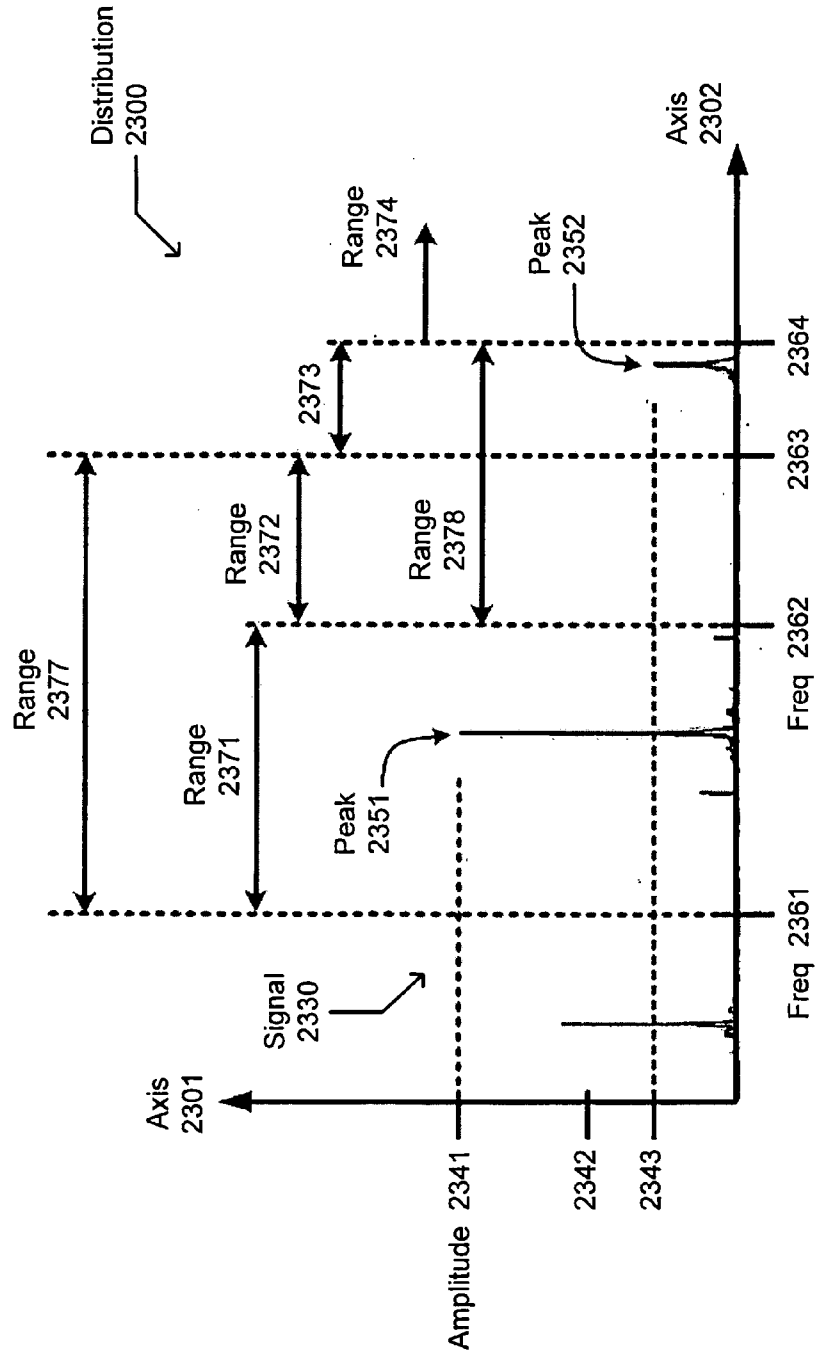 Distribution
2300
Range
2377
Range
2374
2373
Range
2372
Range
2371
Range
2378
Peak
2352
Peak
2351
Signal
2330
Axis
2301
Axis
2302
Amplitude 2341
2342
2343
Freq 2361
Freq 2362
2363
2364